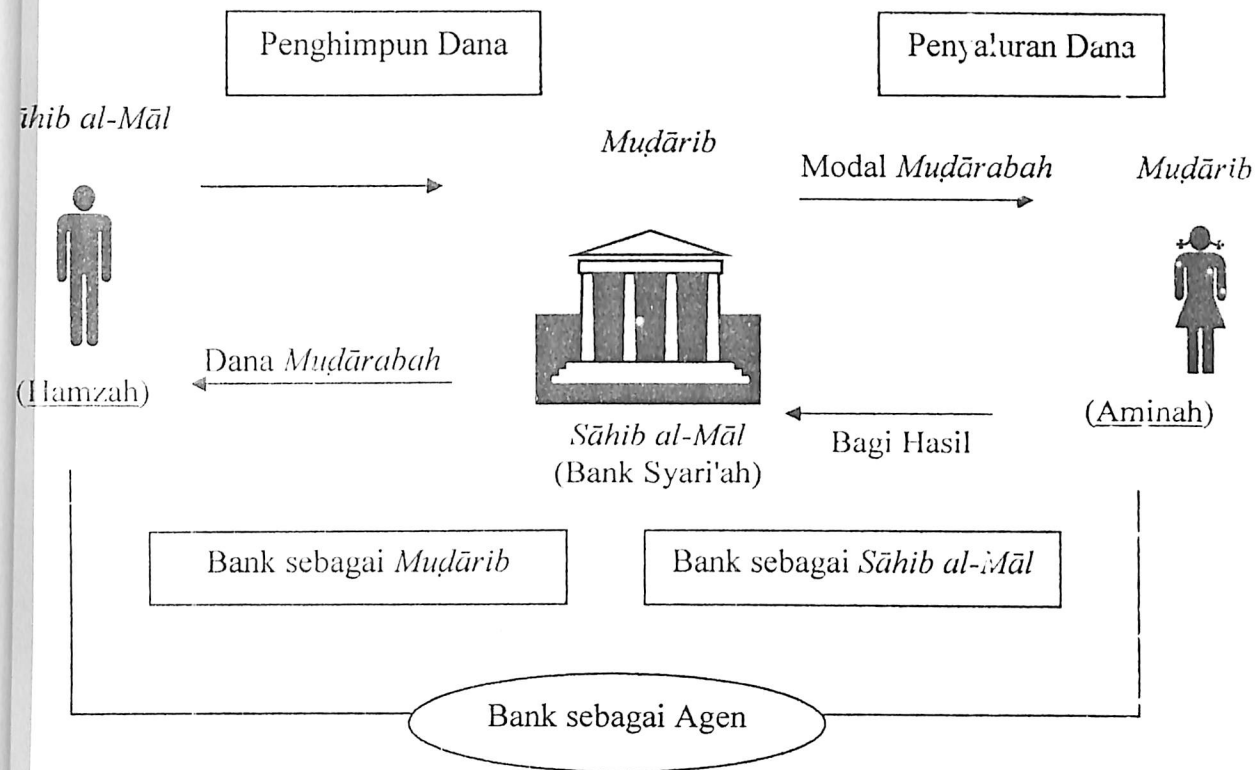 Penghimpun Dana
Penyaluran Dana
āhib al-Māl
Muḍārib
Modal Muḍārabah
Muḍārib
Dana Muḍārabah
(Hamzah)
Sāhib al-Māl
(Bank Syari'ah)
Bagi Hasil
(Aminah)
Bank sebagai Muḍārib
Bank sebagai Sāhib al-Māl
Bank sebagai Agen